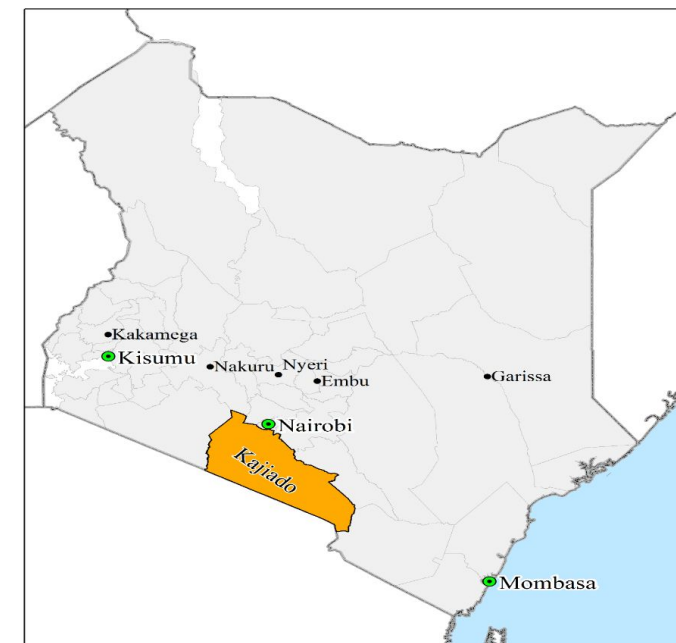 Kakamega
Kisumu
Nakuru
Nyeri
Embu
Garissa
Nairobi
Kajiado
Mombasa